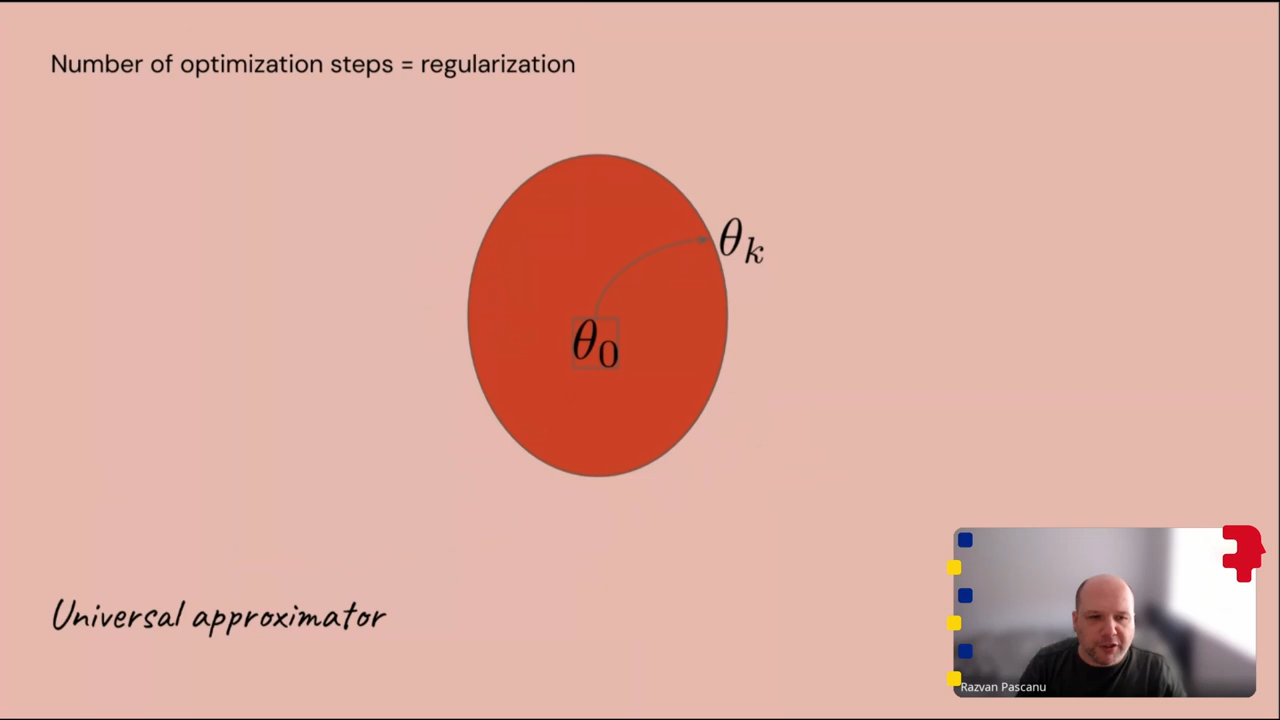 Number of optimization steps = regularization
θk
θ0
Universal approximator
Razvan Pascanu